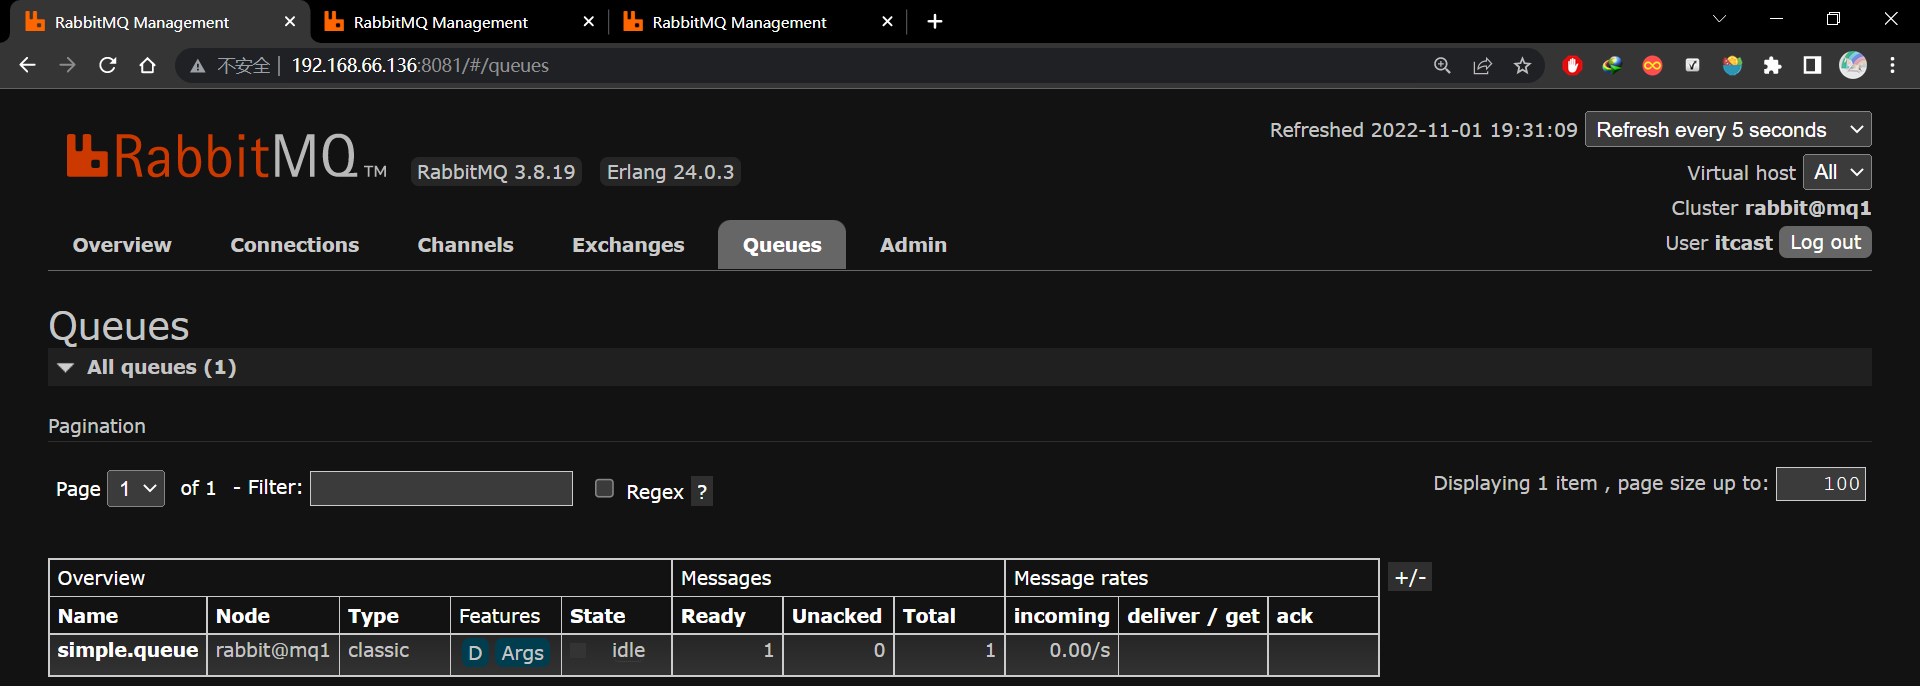 RabbitMQ Management RabbitMQ Management RabbitMQ Management
不安全 192.168.66.136:8081/#/queues
RabbitMQ TM RabbitMQ 3.8.19 Erlang 24.0.3
Refreshed 2022-11-01 19:31:09 Refresh every 5 seconds
Virtual host All
Cluster rabbit@mq1
User itcast Log out
Overview Connections Channels Exchanges Queues Admin
Queues
All queues (1)
Pagination
Page 1 of 1 - Filter: Regex ? Displaying 1 item , page size up to: 100
Overview Messages Message rates +/-
Name Node Type Features State Ready Unacked Total incoming deliver / get ack
simple.queue rabbit@mq1 classic D Args idle 1 0 1 0.00/s